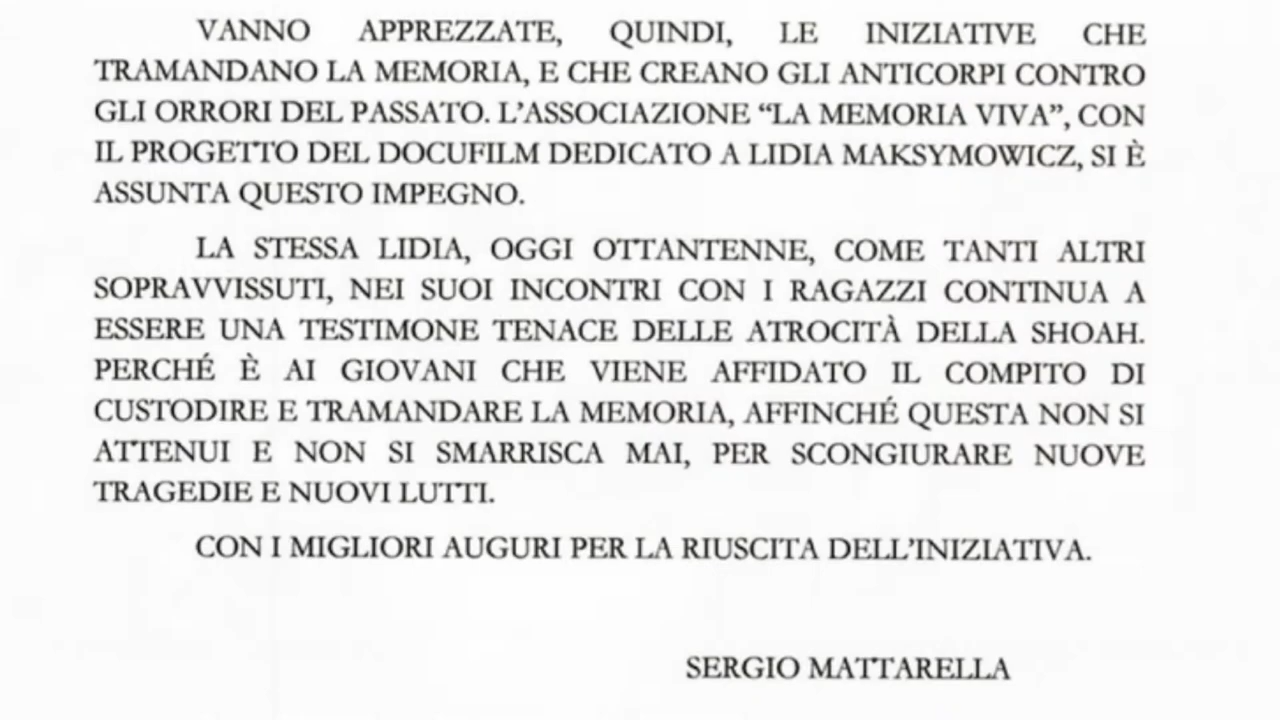 VANNO APPREZZATE, QUINDI, LE INIZIATIVE CHE
TRAMANDANO LA MEMORIA, E CHE CREANO GLI ANTICORPI CONTRO
GLI ORRORI DEL PASSATO. L’ASSOCIAZIONE “LA MEMORIA VIVA”, CON
IL PROGETTO DEL DOCUFILM DEDICATO A LIDIA MAKSYMOWICZ, SI È
ASSUNTA QUESTO IMPEGNO.
LA STESSA LIDIA, OGGI OTTANTENNE, COME TANTI ALTRI
SOPRAVVISSUTI, NEI SUOI INCONTRI CON I RAGAZZI CONTINUA A
ESSERE UNA TESTIMONE TENACE DELLE ATROCITÀ DELLA SHOAH.
PERCHÉ È AI GIOVANI CHE VIENE AFFIDATO IL COMPITO DI
CUSTODIRE E TRAMANDARE LA MEMORIA, AFFINCHÉ QUESTA NON SI
ATTENUI E NON SI SMARRISCA MAI, PER SCONGIURARE NUOVE
TRAGEDIE E NUOVI LUTTI.
CON I MIGLIORI AUGURI PER LA RIUSCITA DELL’INIZIATIVA.
SERGIO MATTARELLA